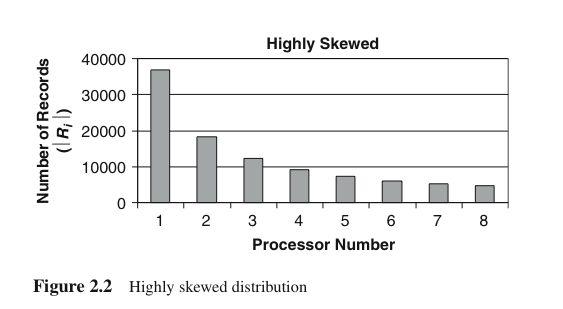 Highly Skewed
Number of Records
(|Ri|)
40000
30000
20000
10000
0
1 2 3 4 5 6 7 8
Processor Number
Figure 2.2 Highly skewed distribution